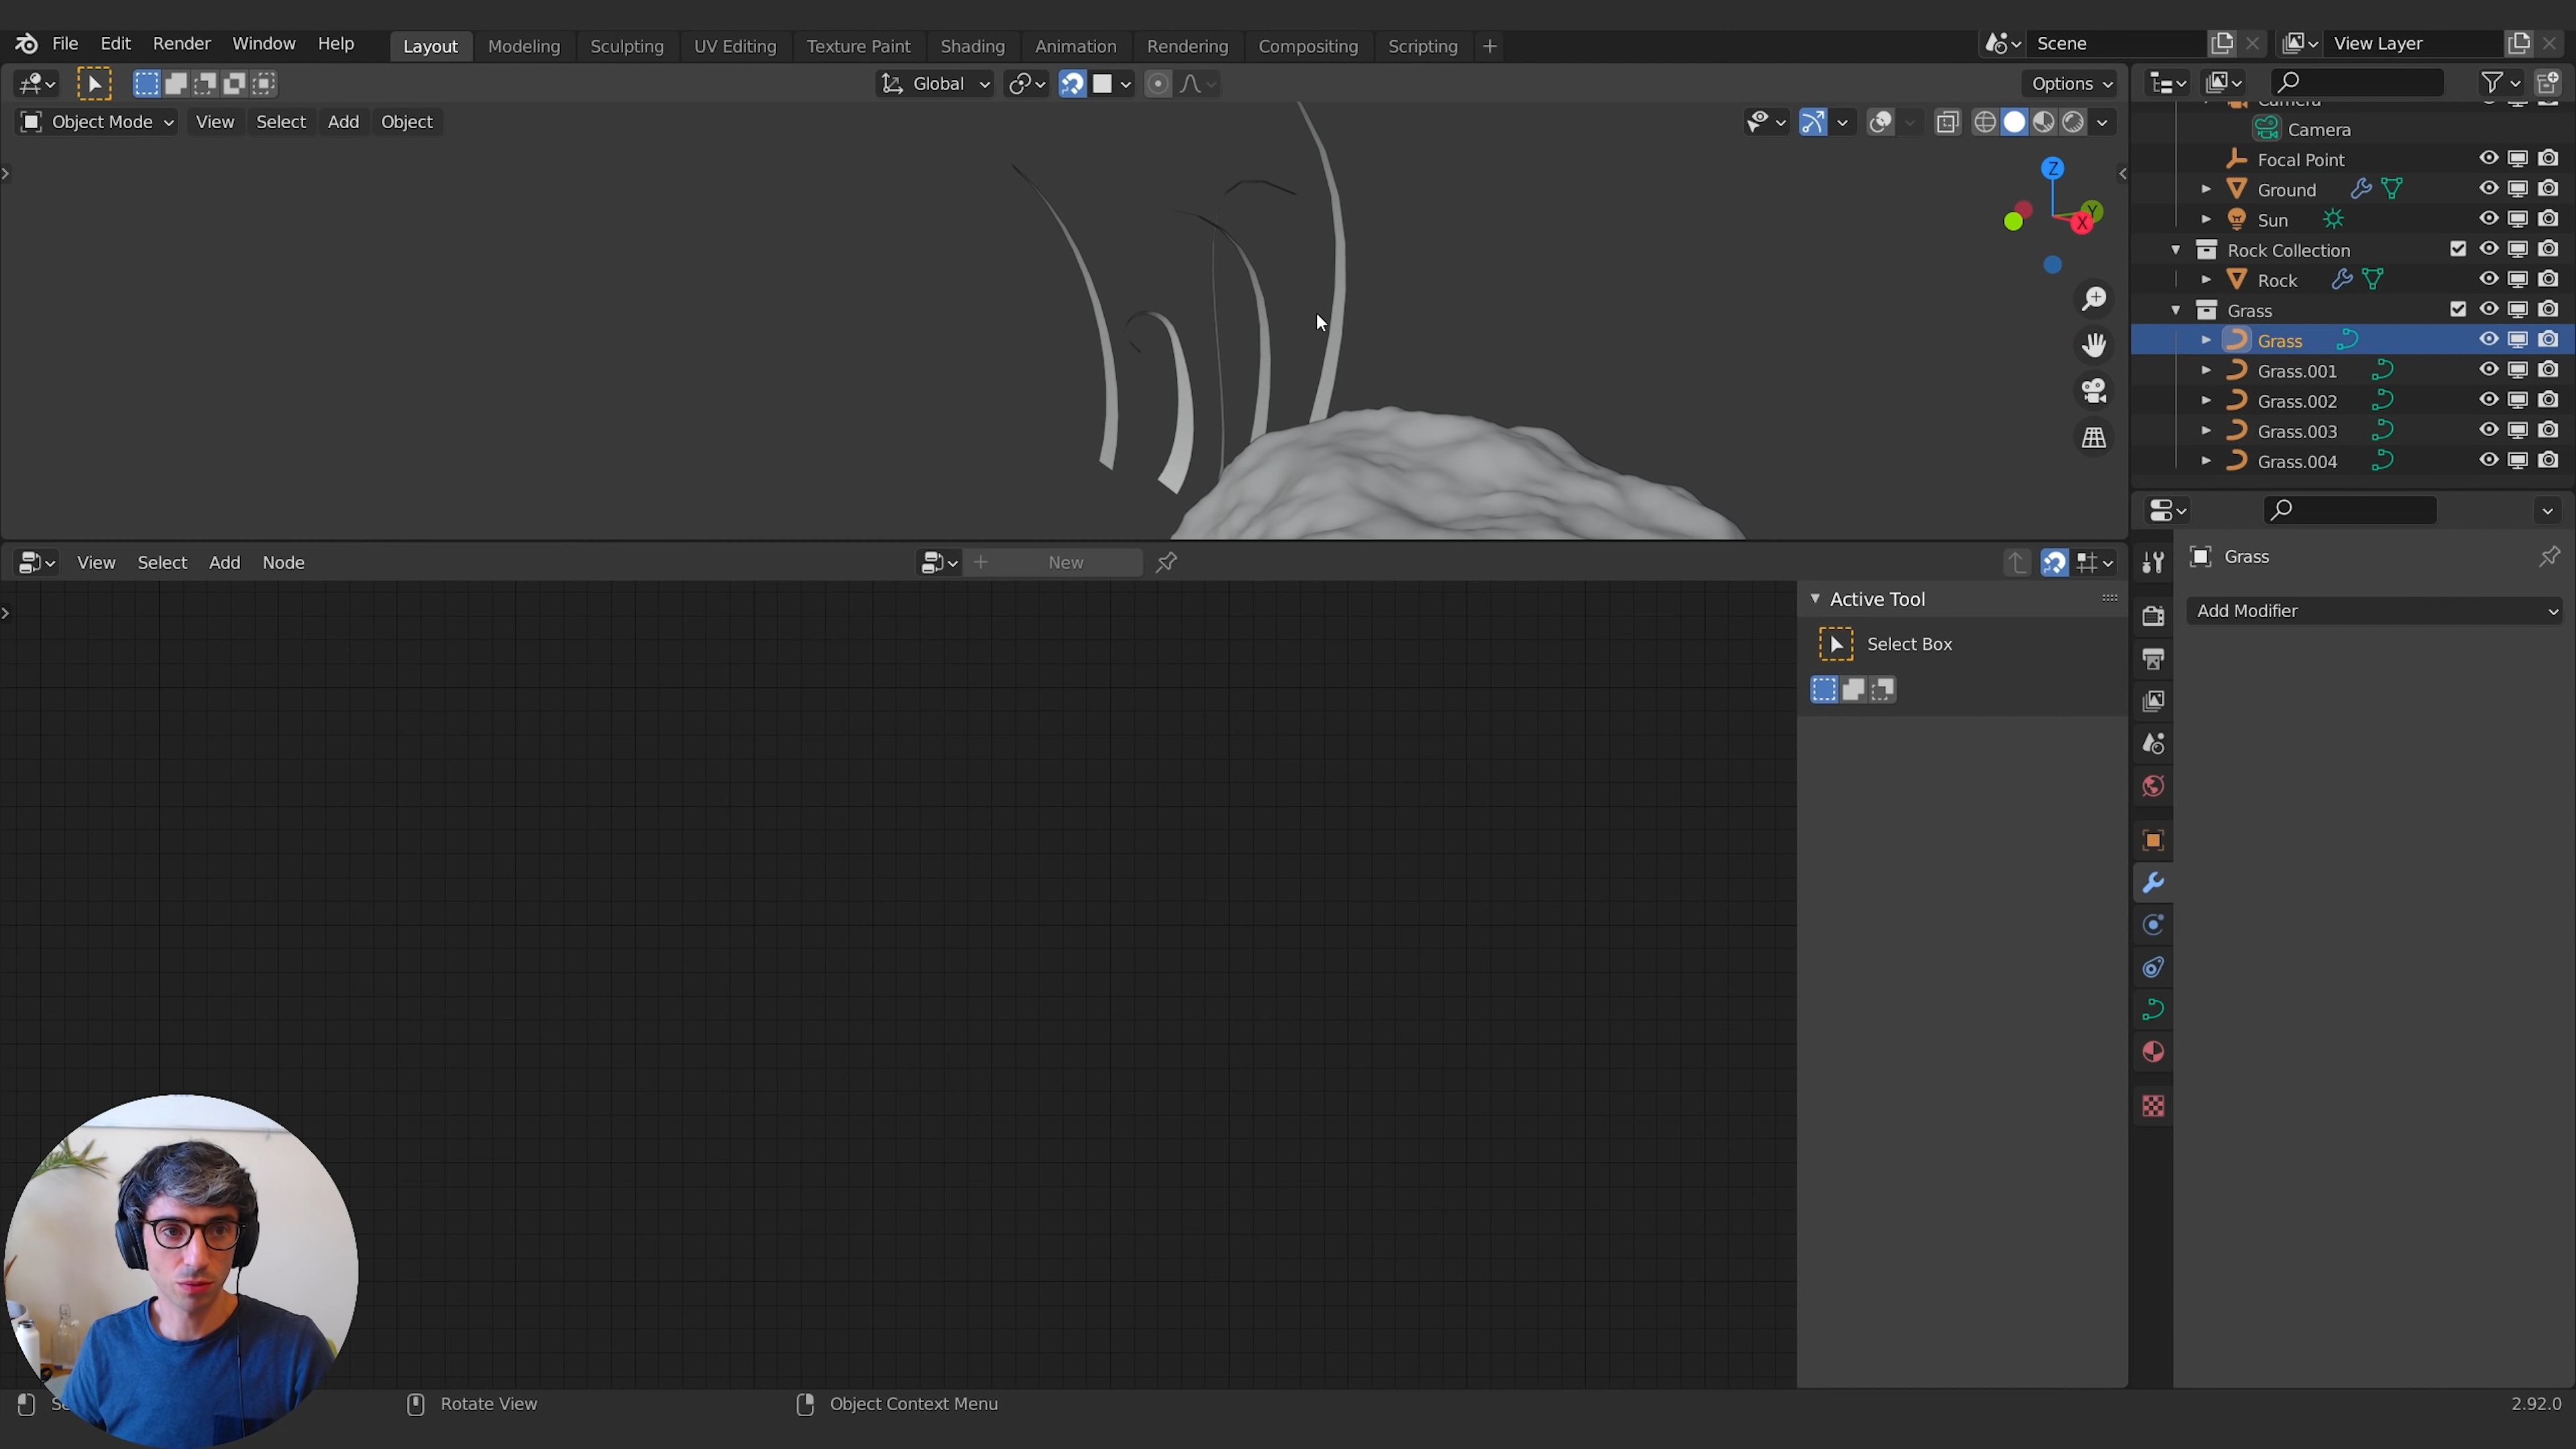 File Edit Render Window Help Layout Modeling Sculpting UV Editing Texture Paint Shading Animation Rendering Compositing Scripting + Scene View Layer
Global Options
Object Mode View Select Add Object
Z
Y
X
Camera
Camera
Focal Point
Ground
Sun
Rock Collection
Rock
Grass
Grass
Grass.001
Grass.002
Grass.003
Grass.004
View Select Add Node + New
Active Tool
Select Box
Grass
Add Modifier
Rotate View Object Context Menu 2.92.0